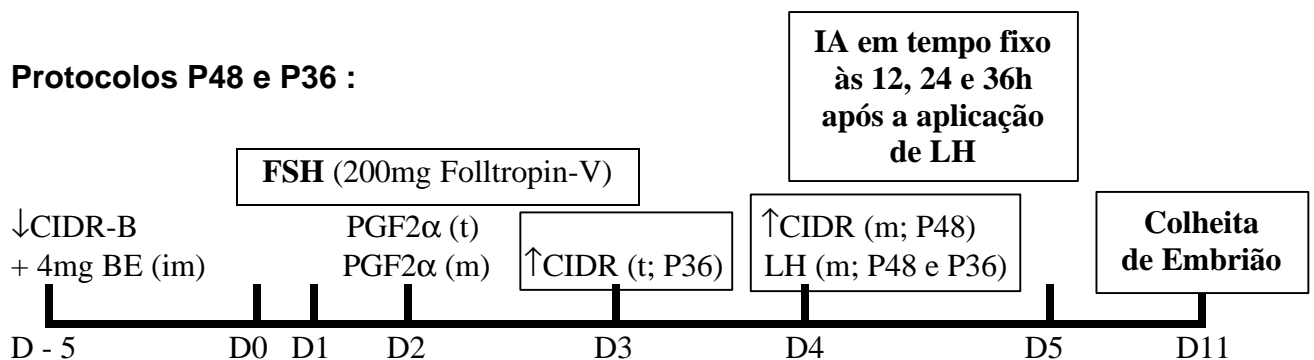 Protocolos P48 e P36 :
IA em tempo fixo
às 12, 24 e 36h
após a aplicação
de LH
FSH (200mg Folltropin-V)
↓CIDR-B
+ 4mg BE (im)
PGF2α (t)
PGF2α (m)
↑CIDR (t; P36)
↑CIDR (m; P48)
LH (m; P48 e P36)
Colheita
de Embrião
D - 5 D0 D1 D2 D3 D4 D5 D11